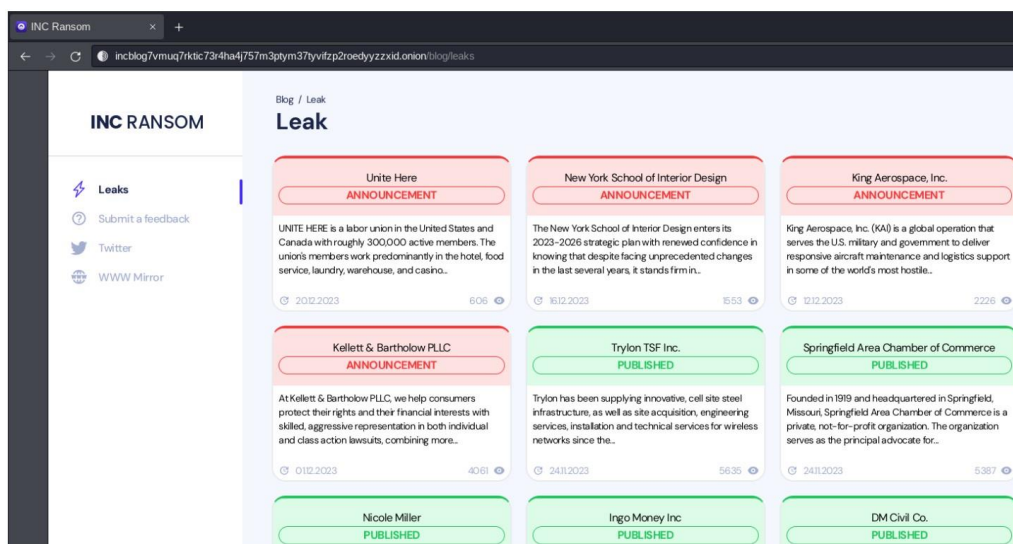 INC Ransom
incblog7vmuq7rktic73r4ha4j757m3ptym37tyvifzp2roedyyzzxid.onion/blog/leaks
INC RANSOM
Leaks
Submit a feedback
Twitter
WWW Mirror
Blog / Leak
Leak
Unite Here
ANNOUNCEMENT
UNITE HERE is a labor union in the United States and
Canada with roughly 300,000 active members. The
union's members work predominantly in the hotel, food
service, laundry, warehouse, and casino...
20.12.2023
606
New York School of Interior Design
ANNOUNCEMENT
The New York School of Interior Design enters its
2023-2026 strategic plan with renewed confidence in
knowing that despite facing unprecedented changes
in the last several years, it stands firm in...
16.12.2023
1553
King Aerospace, Inc.
ANNOUNCEMENT
King Aerospace, Inc. (KAI) is a global operation that
serves the U.S. military and government to deliver
responsive aircraft maintenance and logistics support
in some of the world's most hostile...
12.12.2023
2226
Kellett & Bartholow PLLC
ANNOUNCEMENT
At Kellett & Bartholow PLLC, we help consumers
protect their rights and their financial interests with
skilled, aggressive representation in both individual
and class action lawsuits, combining more...
01.12.2023
4061
Trylon TSF Inc.
PUBLISHED
Trylon has been supplying innovative, cell site steel
infrastructure, as well as site acquisition, engineering
services, installation and technical services for wireless
networks since the...
24.11.2023
5635
Springfield Area Chamber of Commerce
PUBLISHED
Founded in 1919 and headquartered in Springfield,
Missouri, Springfield Area Chamber of Commerce is a
private, not-for-profit organization. The organization
serves as the principal advocate for...
24.11.2023
5387
Nicole Miller
PUBLISHED
Ingo Money Inc
PUBLISHED
DM Civil Co.
PUBLISHED